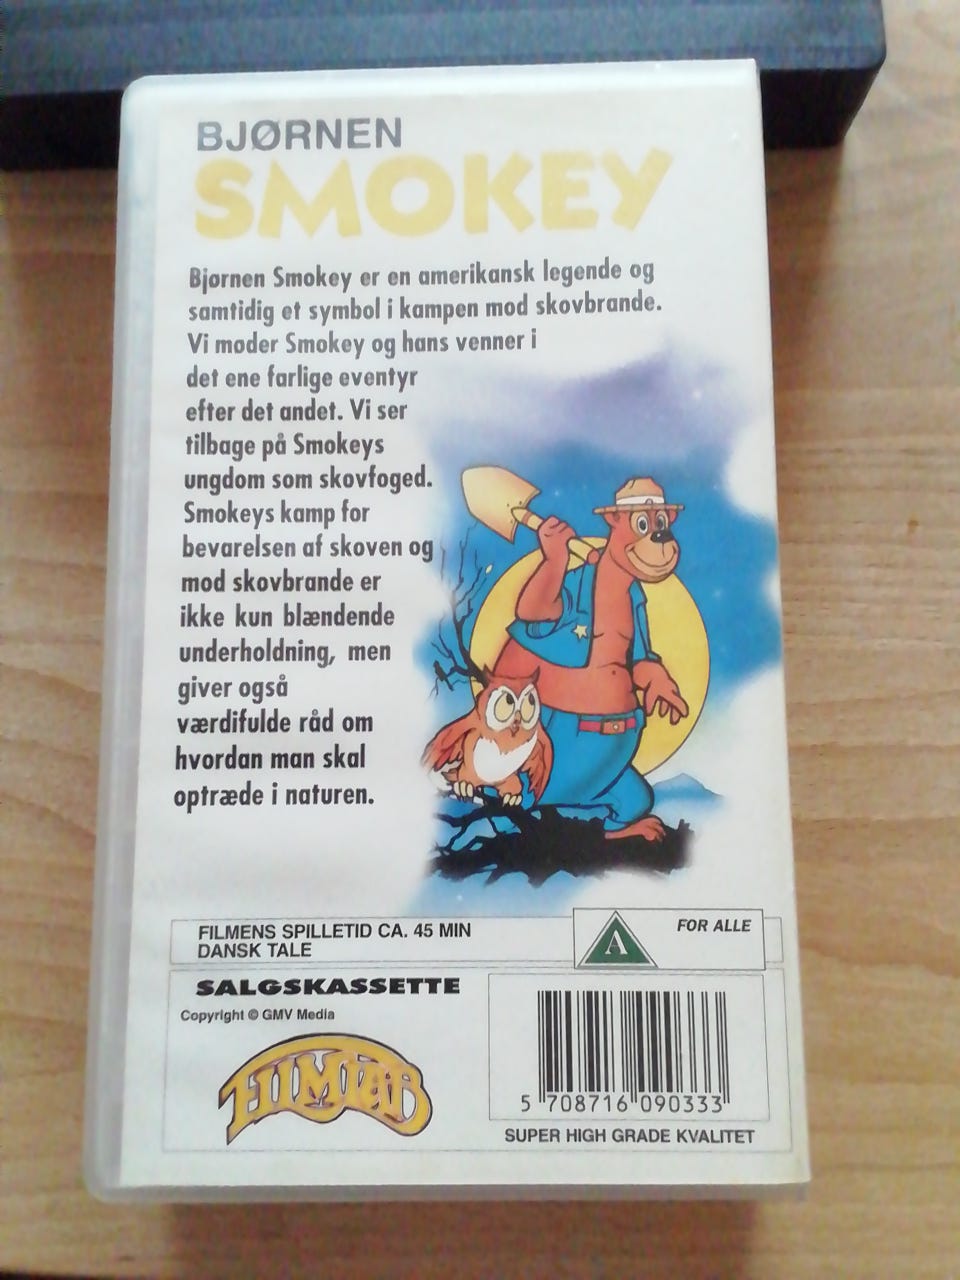 BJØRNEN
SMOKEY
Bjørnen Smokey er en amerikansk legende og
samtidig et symbol i kampen mod skovbrande.
Vi møder Smokey og hans venner i
det ene farlige eventyr
efter det andet. Vi ser
tilbage på Smokeys
ungdom som skovfoged.
Smokeys kamp for
bevarelsen af skoven og
mod skovbrande er
ikke kun blændende
underholdning, men
giver også
værdifulde råd om
hvordan man skal
optræde i naturen.
FILMENS SPILLETID CA. 45 MIN
DANSK TALE
A
FOR ALLE
SALGSKASSETTE
Copyright © GMV Media
FILMLAB
5 708716 090333
SUPER HIGH GRADE KVALITET